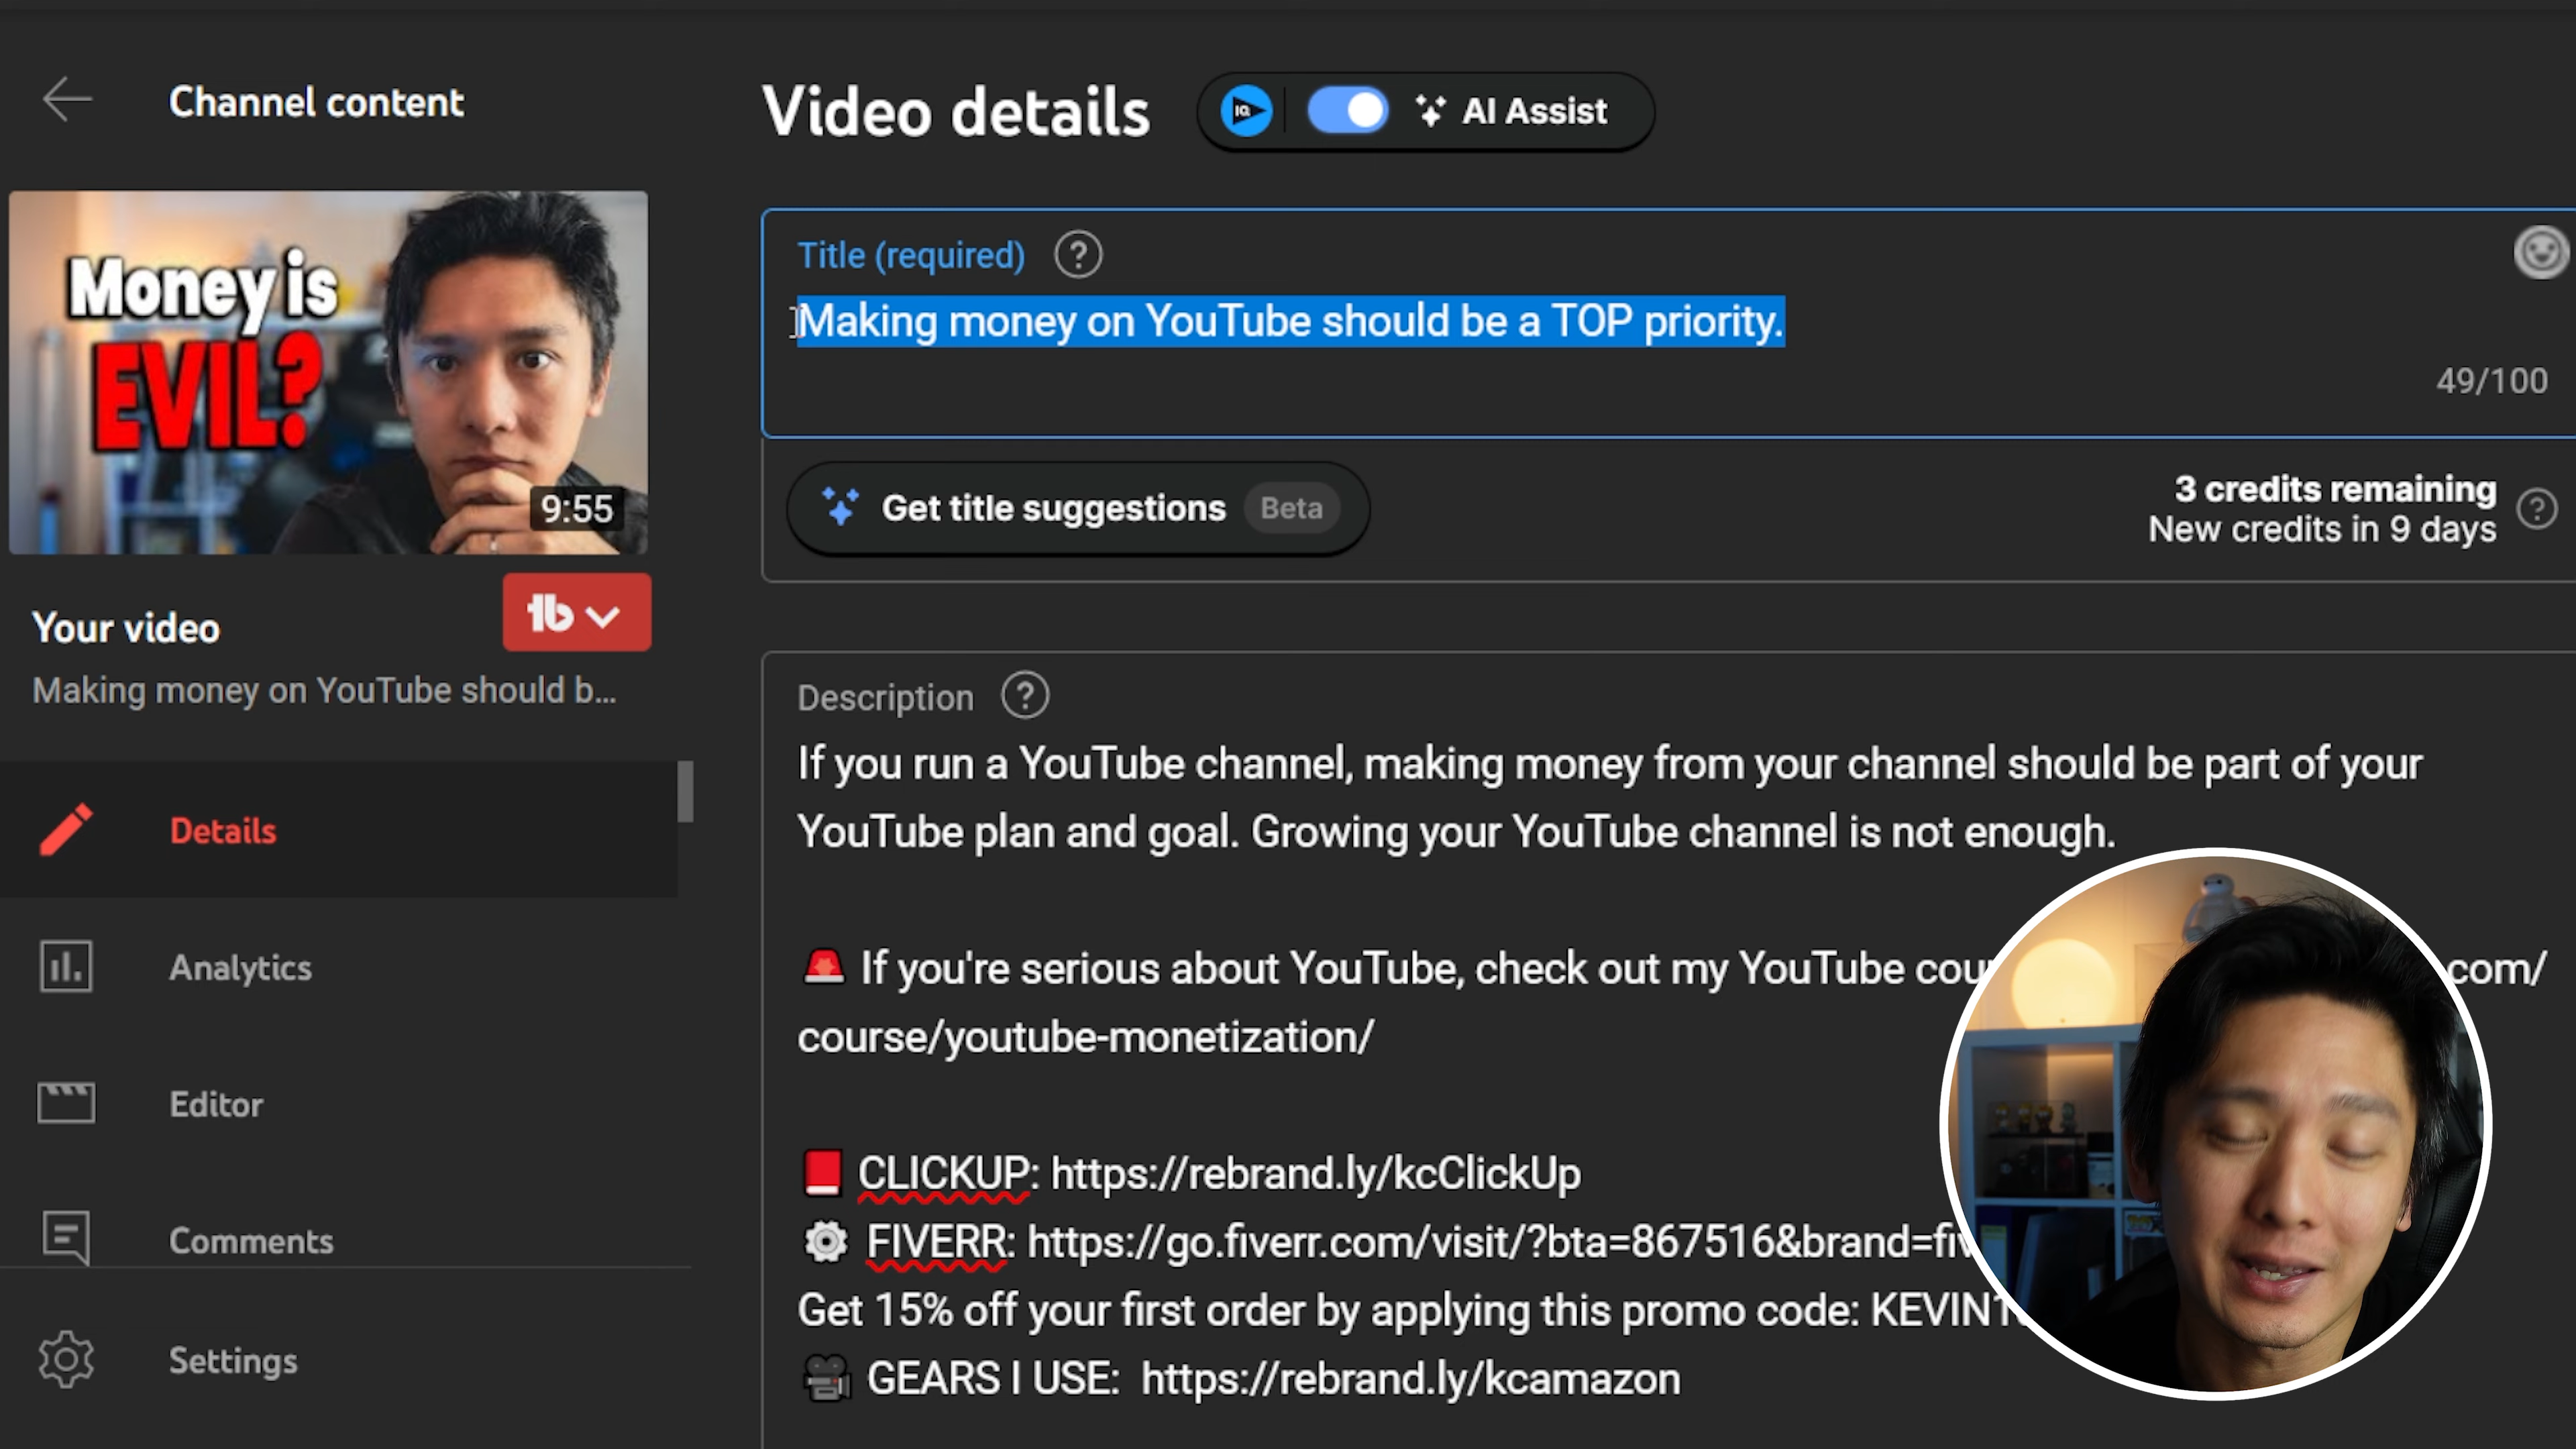 Channel content
Video details
AI Assist
Money is
EVIL?
9:55
Title (required)
Making money on YouTube should be a TOP priority.
49/100
Get title suggestions Beta
3 credits remaining
New credits in 9 days
Your video
tb
Making money on YouTube should b...
Details
Analytics
Editor
Comments
Settings
Description
If you run a YouTube channel, making money from your channel should be part of your
YouTube plan and goal. Growing your YouTube channel is not enough.
If you're serious about YouTube, check out my YouTube com/
course/youtube-monetization/
CLICKUP: https://rebrand.ly/kcClickUp
FIVERR: https://go.fiverr.com/visit/?bta=867516&brand=
Get 15% off your first order by applying this promo code:
GEARS I USE: https://rebrand.ly/kcamazon